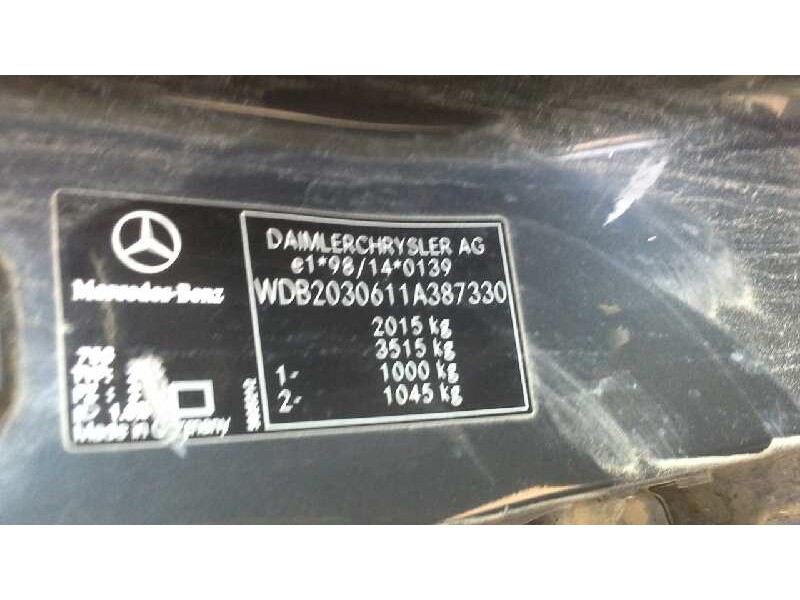 Mercedes-Benz
Made in Germany
DAIMLERCHRYSLER AG
e1*98/14*0139
WDB2030611A387330
2015 kg
3515 kg
1- 1000 kg
2- 1045 kg